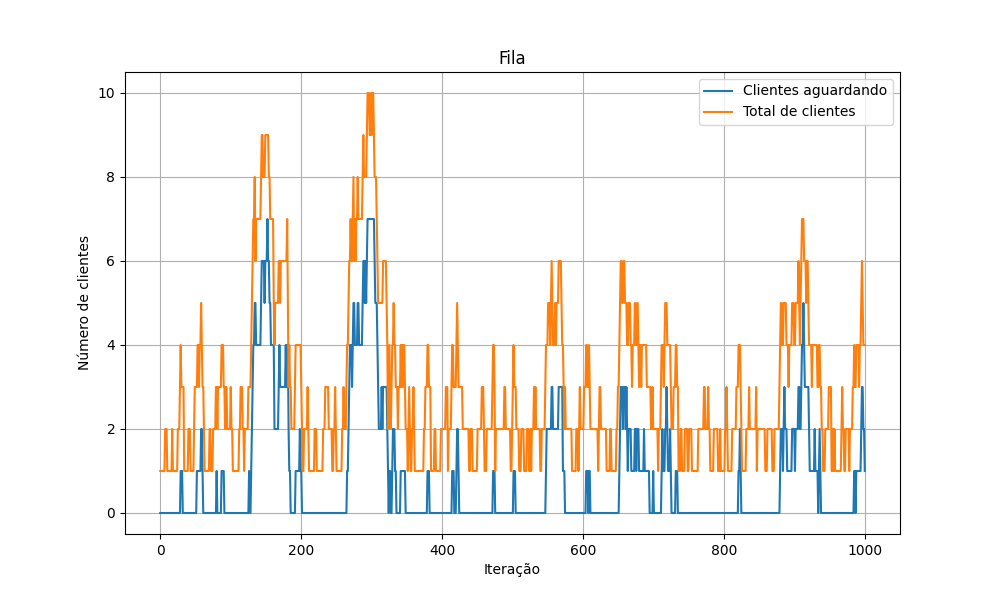 Fila
Clientes aguardando
Total de clientes
Número de clientes
10
8
6
4
2
0
0 200 400 600 800 1000
Iteração